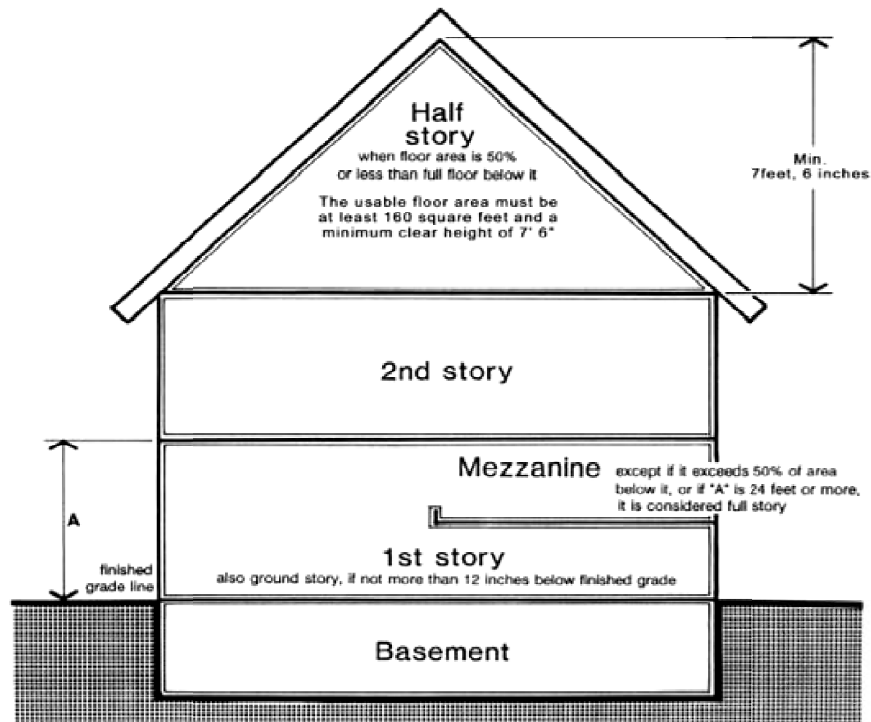 Half
story
when floor area is 50%
or less than full floor below it
The usable floor area must be
at least 160 square feet and a
minimum clear height of 7' 6"
Min.
7feet, 6 inches
2nd story
Mezzanine
except if it exceeds 50% of area
below it, or if "A" is 24 feet or more,
it is considered full story
A
1st story
also ground story, if not more than 12 inches below finished grade
finished
grade line
Basement